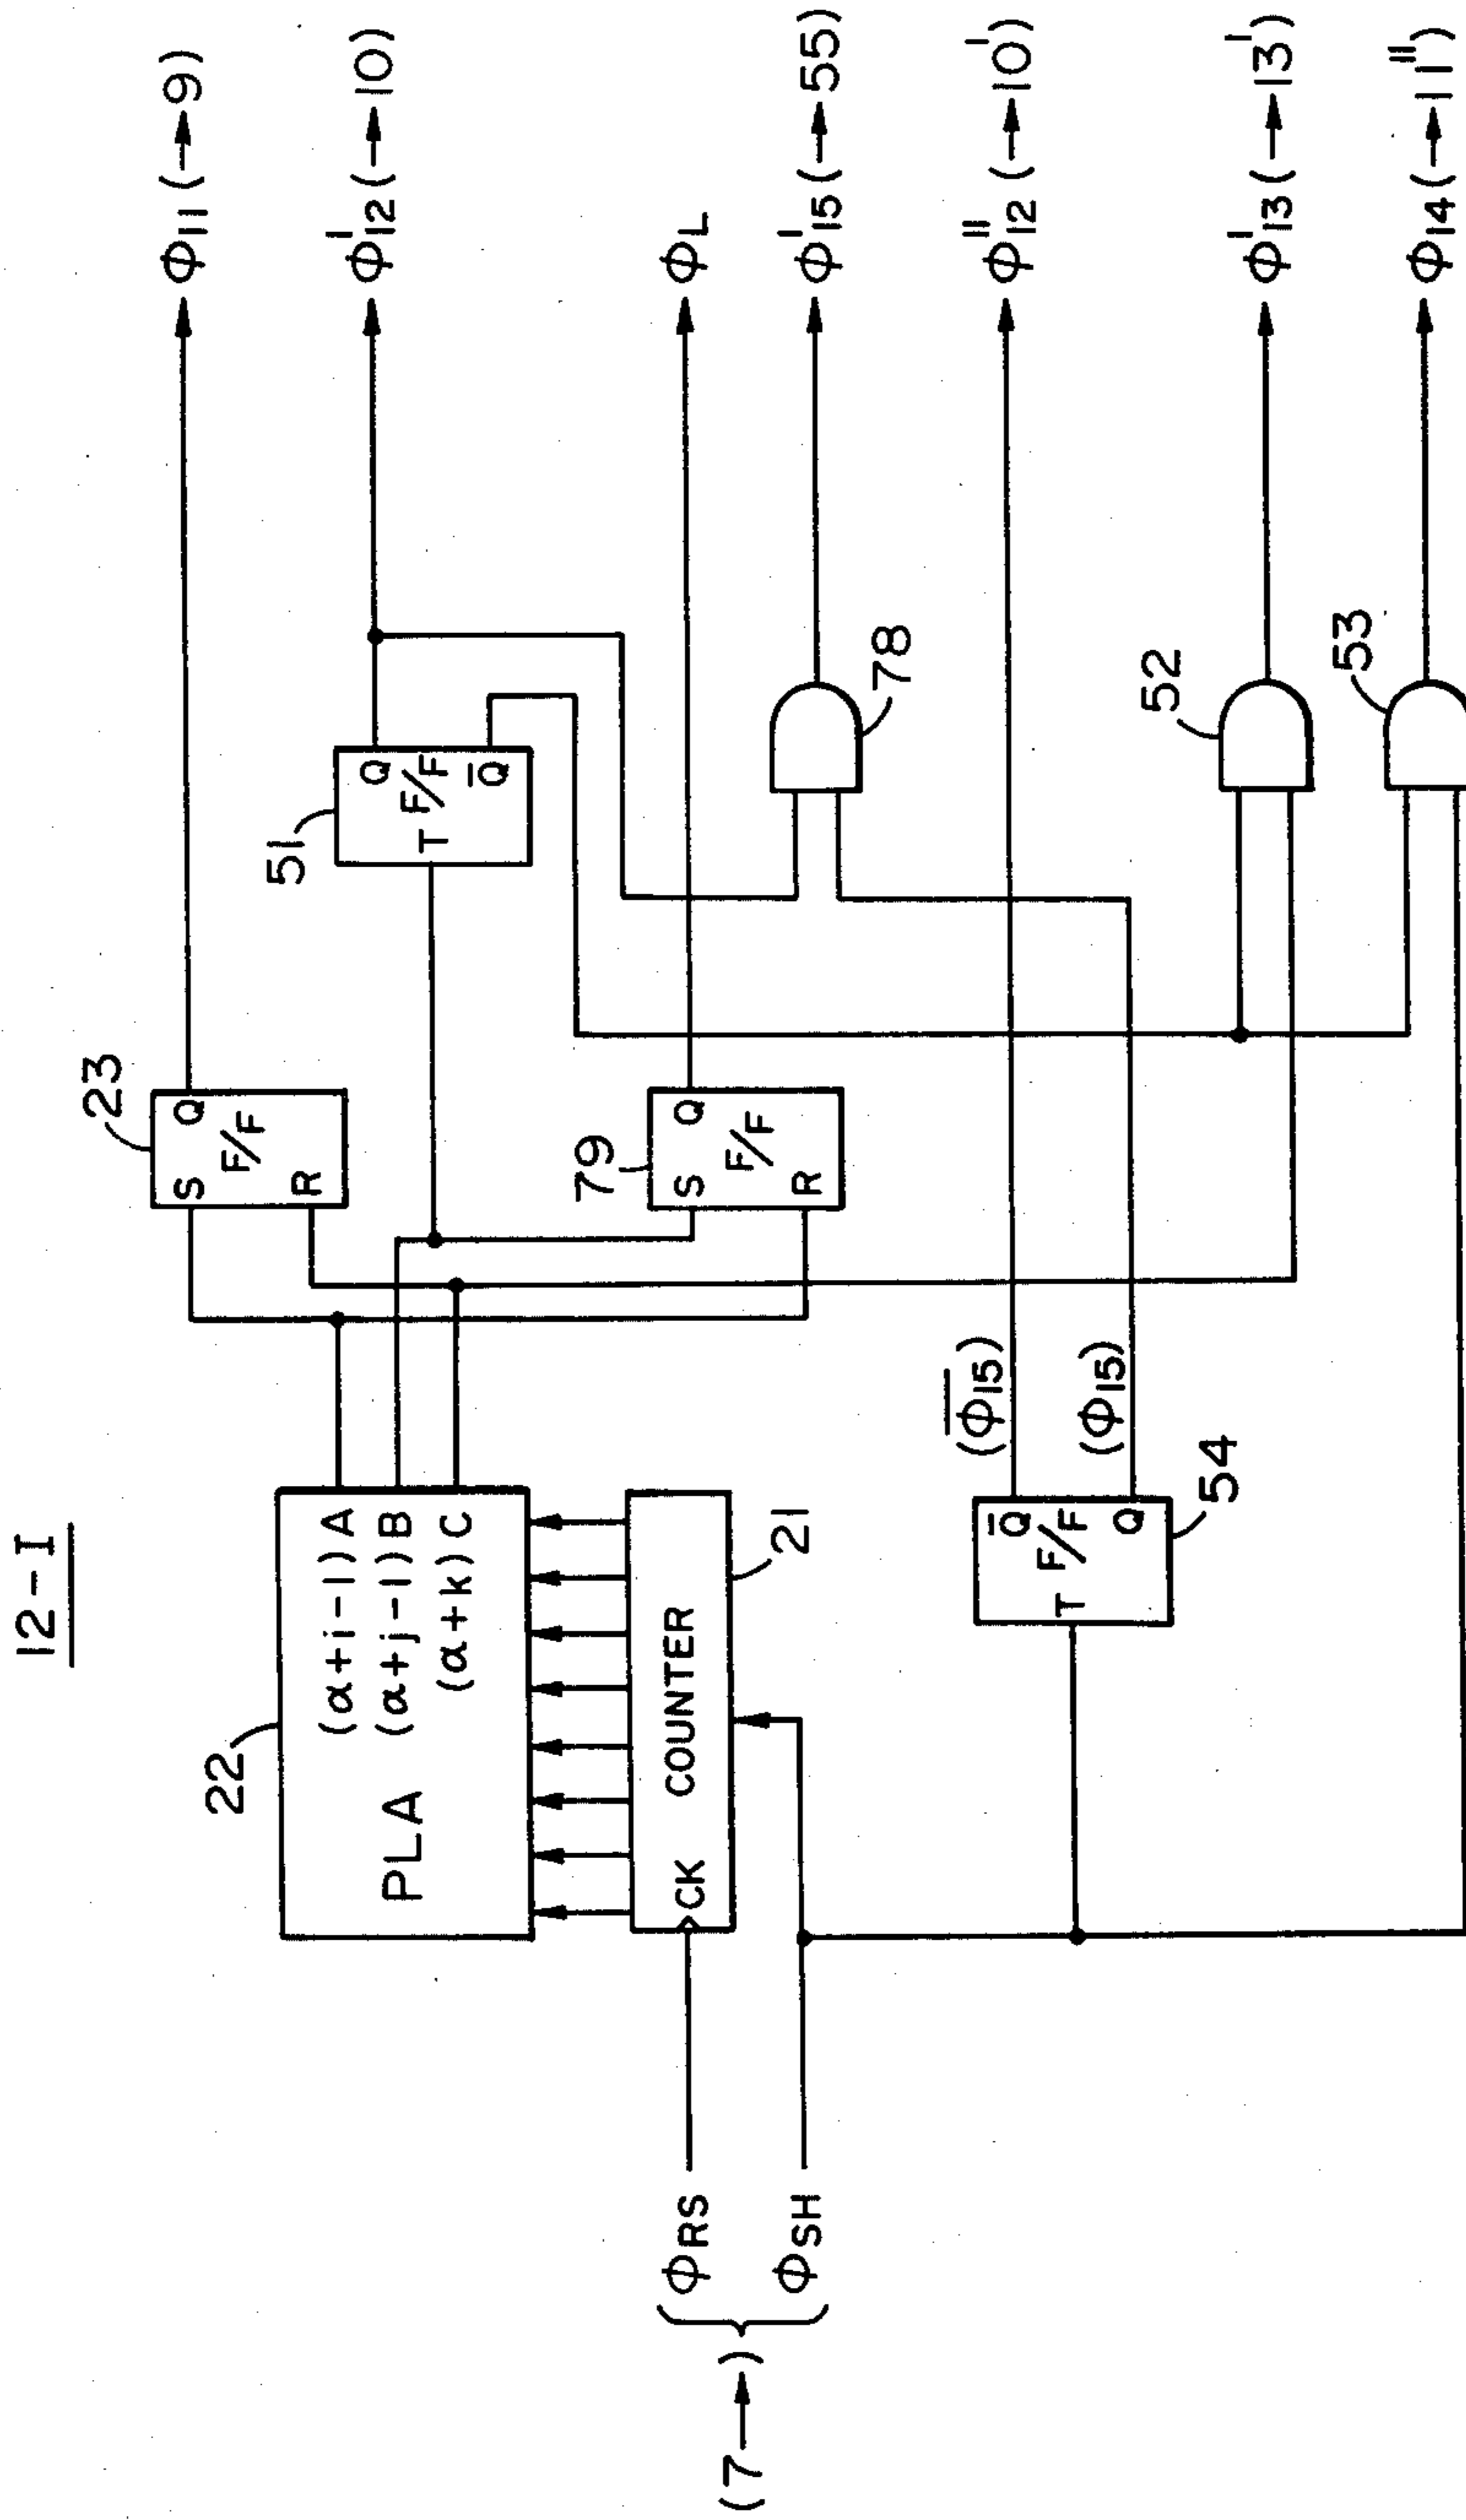 12-I
22
PLA
(α+i-1) A
(α+j-1) B
(α+k) C
23
S Q
F/F
R
Φ11 (→9)
51
Q
T F/F
Q̅
Φ'12 (→10)
79
S Q
F/F
R
ΦL
CK COUNTER
21
78
Φ'15 (→55)
(7→)
ΦRS
ΦSH
(Φ̅15)
Q̅
T F/F
Q
(Φ15)
54
Φ"12 (→10')
52
Φ'13 (→13')
53
Φ14 (→11")